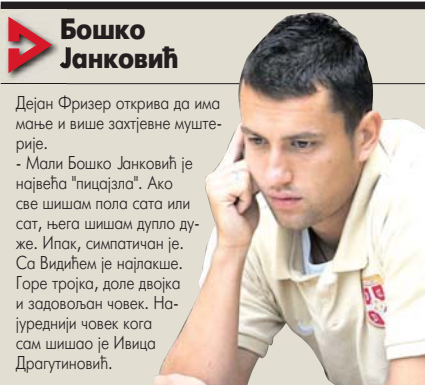 Бошко
Јанковић
Дејан Фризер открива да има
мање и више захтјевне муште-
рије.
- Мали Бошко Јанковић је
највећа "пицајзла". Ако
све шишам пола сата или
сат, њега шишам дупло ду-
же. Ипак, симпатичан је.
Са Видићем је најлакше.
Горе тројка, доле двојка
и задовољан човек. На-
јуреднији човек кога
сам шишао је Ивица
Драгутиновић.